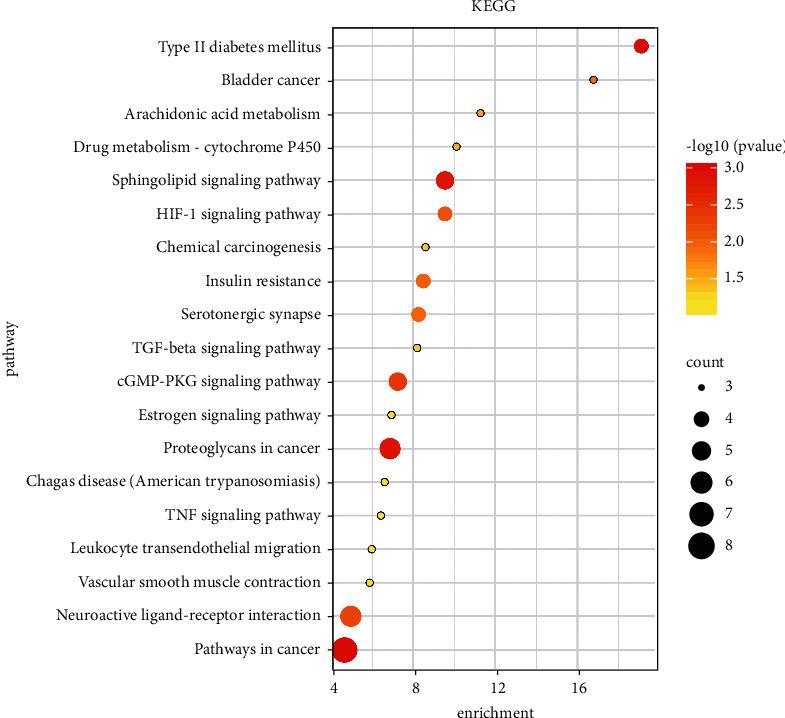 KEGG
pathway
Type II diabetes mellitus
Bladder cancer
Arachidonic acid metabolism
Drug metabolism - cytochrome P450
Sphingolipid signaling pathway
HIF-1 signaling pathway
Chemical carcinogenesis
Insulin resistance
Serotonergic synapse
TGF-beta signaling pathway
cGMP-PKG signaling pathway
Estrogen signaling pathway
Proteoglycans in cancer
Chagas disease (American trypanosomiasis)
TNF signaling pathway
Leukocyte transendothelial migration
Vascular smooth muscle contraction
Neuroactive ligand-receptor interaction
Pathways in cancer
4 8 12 16
enrichment
-log10 (pvalue)
3.0
2.5
2.0
1.5
count
3
4
5
6
7
8